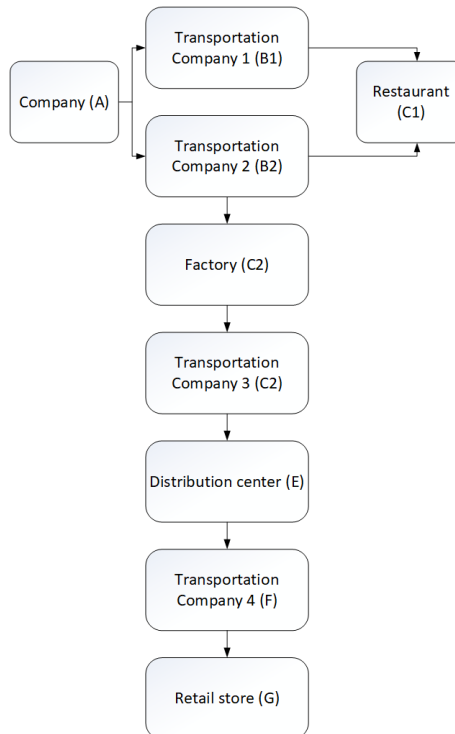 Transportation
Company 1 (B1)
Company (A)
Restaurant
(C1)
Transportation
Company 2 (B2)
Factory (C2)
Transportation
Company 3 (C2)
Distribution center (E)
Transportation
Company 4 (F)
Retail store (G)